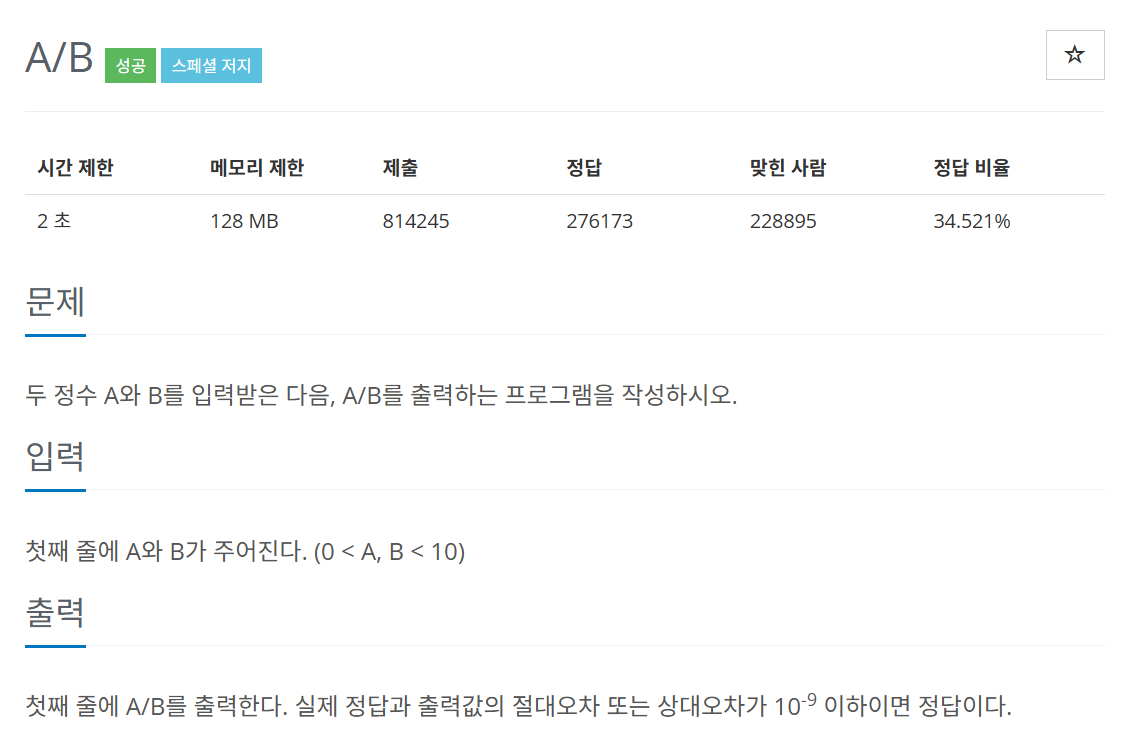 A/B 성공 스페셜 저지
시간 제한 메모리 제한 제출 정답 맞힌 사람 정답 비율
2 초 128 MB 814245 276173 228895 34.521%
문제
두 정수 A와 B를 입력받은 다음, A/B를 출력하는 프로그램을 작성하시오.
입력
첫째 줄에 A와 B가 주어진다. (0 < A, B < 10)
출력
첫째 줄에 A/B를 출력한다. 실제 정답과 출력값의 절대오차 또는 상대오차가 10⁻⁹ 이하이면 정답이다.